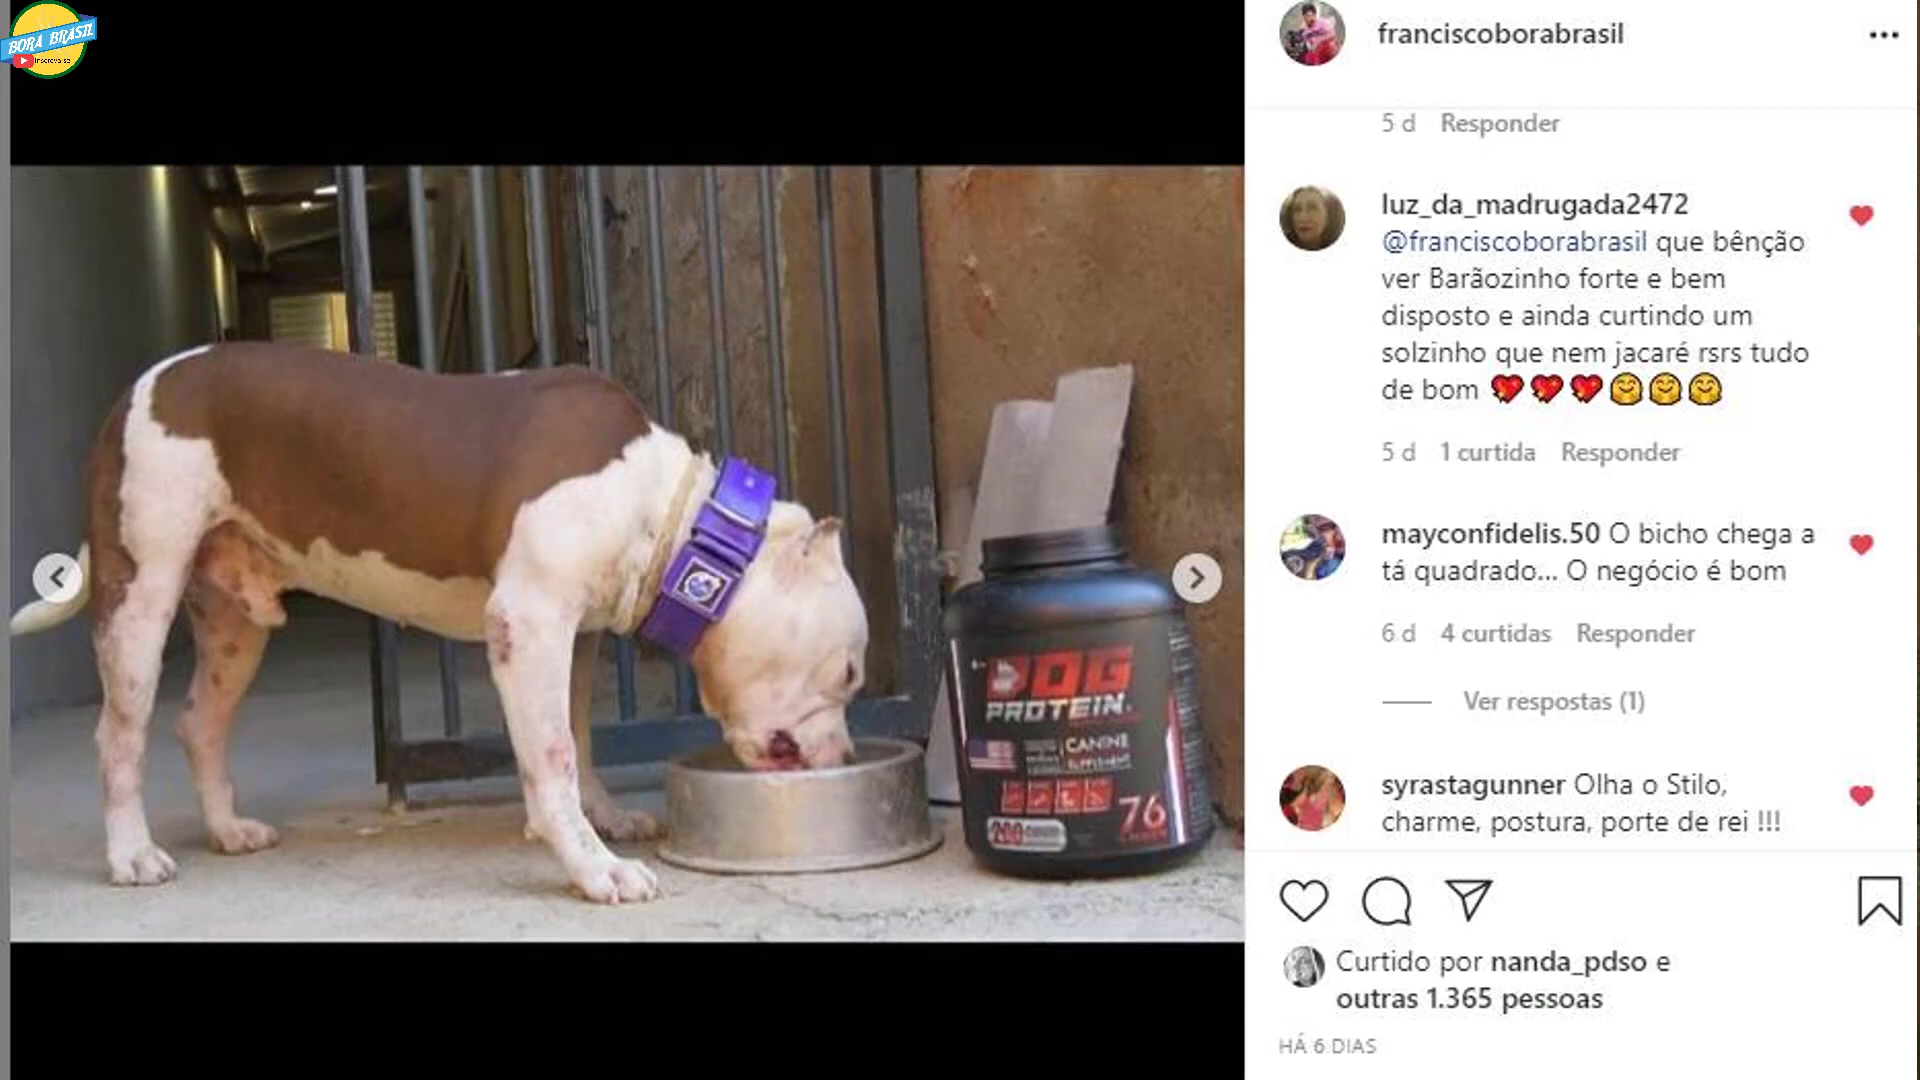 BORA BRASIL
Inscreva-se
DOG
PROTEIN
CANINE
SUPPLEMENT
76
franciscoborabrasil
5 d Responder
luz_da_madrugada2472
@franciscoborabrasil que bênção
ver Barãozinho forte e bem
disposto e ainda curtindo um
solzinho que nem jacaré rsrs tudo
de bom 💖💖💖🤗🤗🤗
5 d 1 curtida Responder
mayconfidelis.50 O bicho chega a
tá quadrado... O negócio é bom
6 d 4 curtidas Responder
Ver respostas (1)
syrastagunner Olha o Stilo,
charme, postura, porte de rei !!!
Curtido por nanda_pdso e
outras 1.365 pessoas
HÁ 6 DIAS